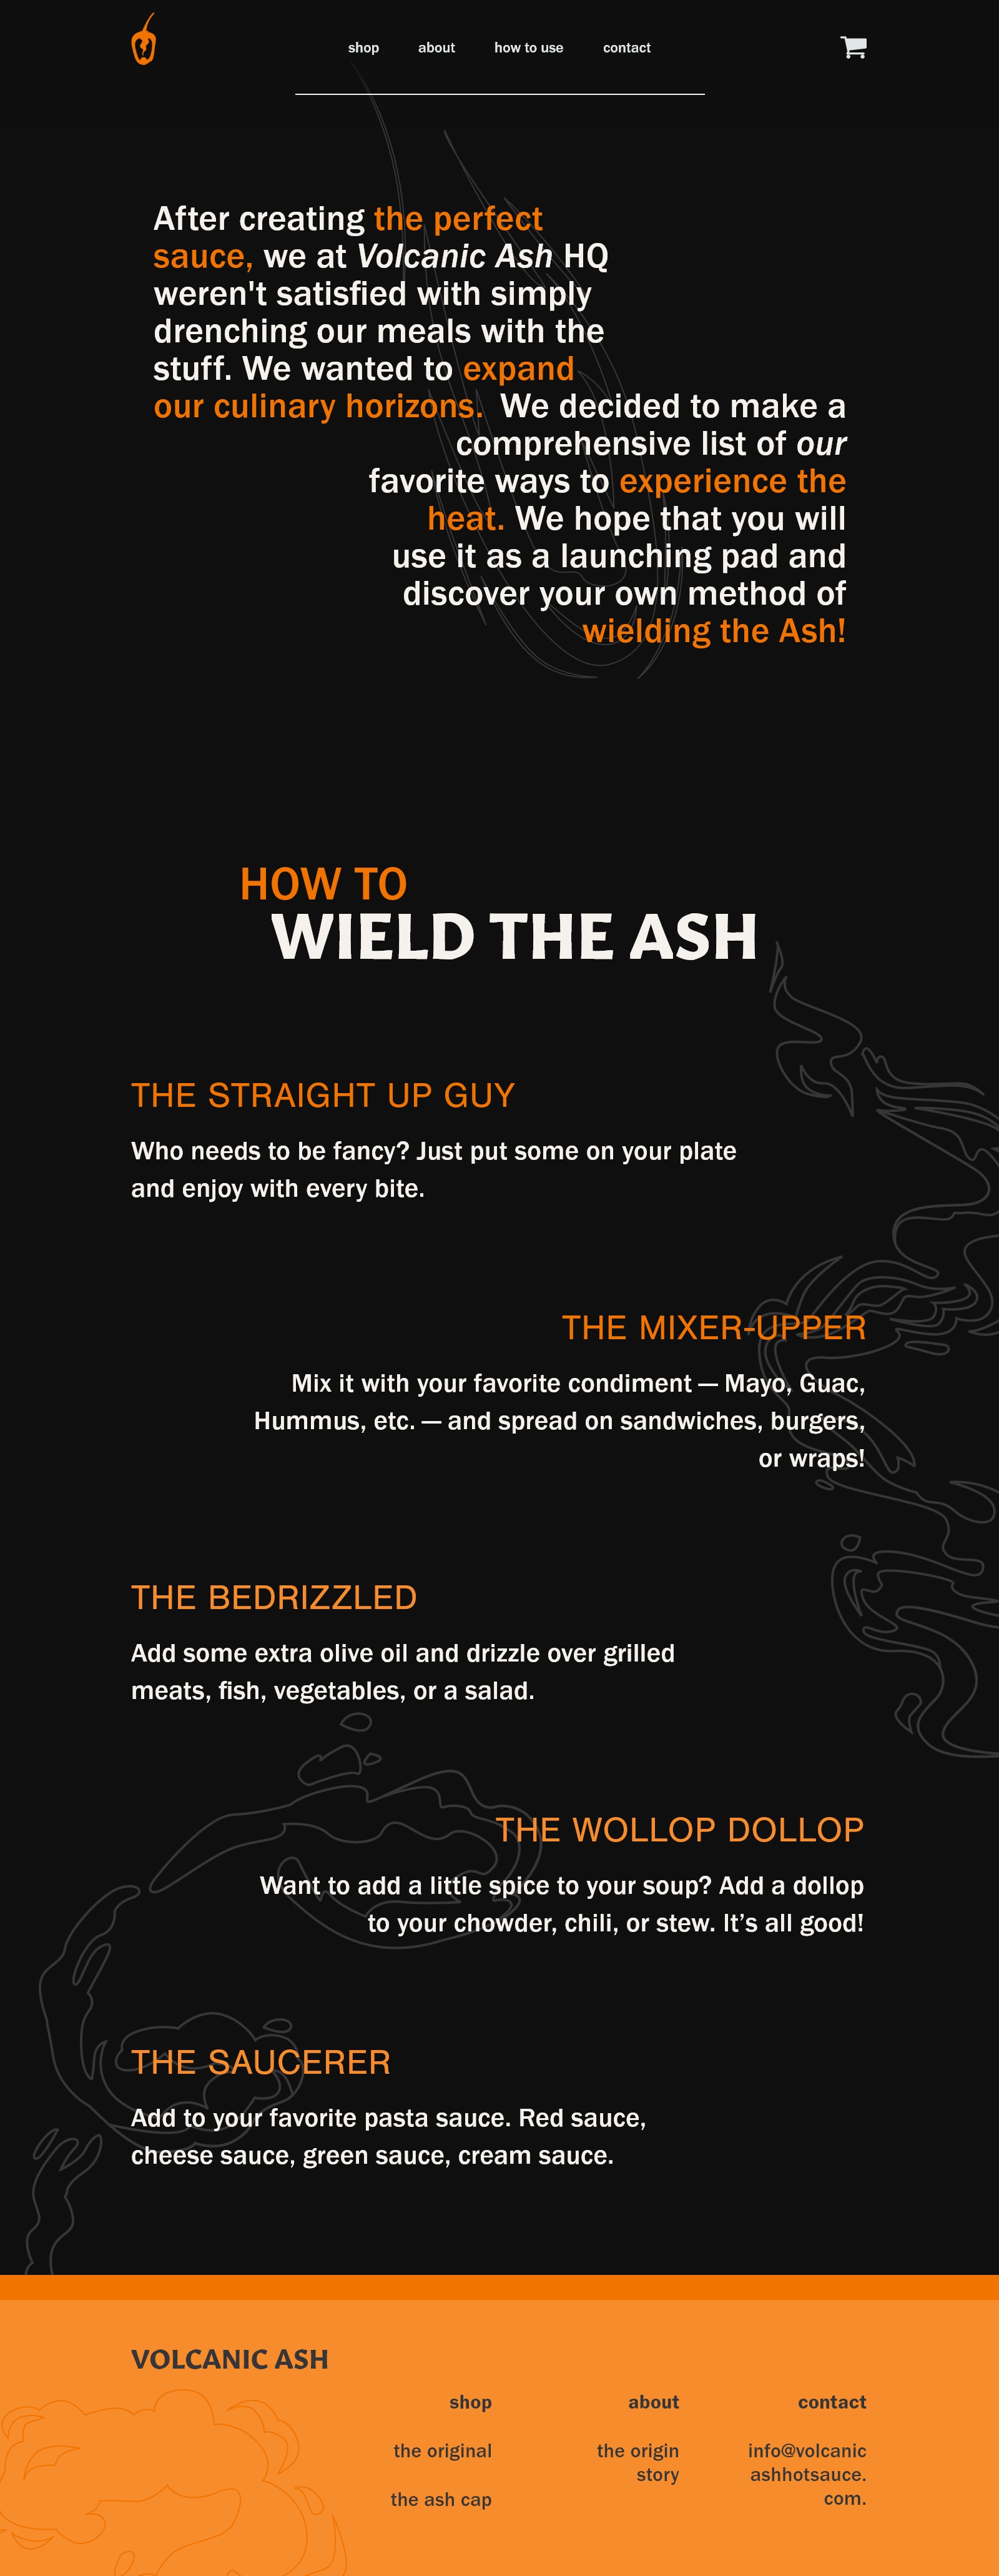 shop about how to use contact
After creating the perfect
sauce, we at Volcanic Ash HQ
weren't satisfied with simply
drenching our meals with the
stuff. We wanted to expand
our culinary horizons. We decided to make a
comprehensive list of our
favorite ways to experience the
heat. We hope that you will
use it as a launching pad and
discover your own method of
wielding the Ash!
HOW TO
WIELD THE ASH
THE STRAIGHT UP GUY
Who needs to be fancy? Just put some on your plate
and enjoy with every bite.
THE MIXER-UPPER
Mix it with your favorite condiment — Mayo, Guac,
Hummus, etc. — and spread on sandwiches, burgers,
or wraps!
THE BEDRIZZLED
Add some extra olive oil and drizzle over grilled
meats, fish, vegetables, or a salad.
THE WOLLOP DOLLOP
Want to add a little spice to your soup? Add a dollop
to your chowder, chili, or stew. It’s all good!
THE SAUCERER
Add to your favorite pasta sauce. Red sauce,
cheese sauce, green sauce, cream sauce.
VOLCANIC ASH
shop
the original
the ash cap
about
the origin
story
contact
info@volcanic
ashhotsauce.
com.